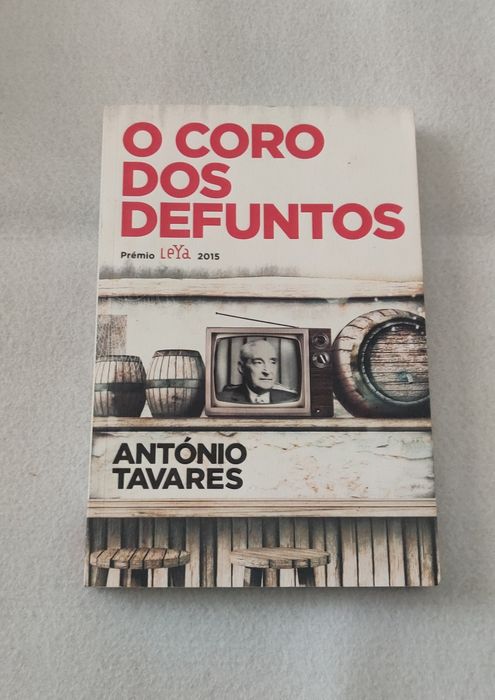 O CORO
DOS
DEFUNTOS
Prémio LeYa 2015
ANTÓNIO
TAVARES